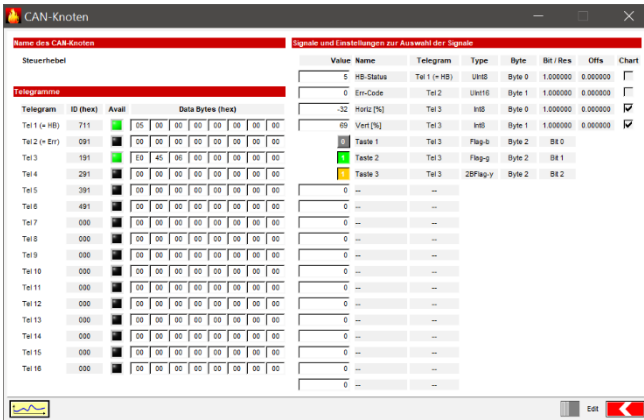 CAN-Knoten
Name des CAN-Knoten
Steuerhebel
Telegramme
Telegram ID (hex) Avail Data Bytes (hex)
Tel 1 (= HB) 711 05 00 00 00 00 00 00 00
Tel 2 (= Err) 091 00 00 00 00 00 00 00 00
Tel 3 191 E0 45 06 00 00 00 00 00
Tel 4 291 00 00 00 00 00 00 00 00
Tel 5 391 00 00 00 00 00 00 00 00
Tel 6 491 00 00 00 00 00 00 00 00
Tel 7 000 00 00 00 00 00 00 00 00
Tel 8 000 00 00 00 00 00 00 00 00
Tel 9 000 00 00 00 00 00 00 00 00
Tel 10 000 00 00 00 00 00 00 00 00
Tel 11 000 00 00 00 00 00 00 00 00
Tel 12 000 00 00 00 00 00 00 00 00
Tel 13 000 00 00 00 00 00 00 00 00
Tel 14 000 00 00 00 00 00 00 00 00
Tel 15 000 00 00 00 00 00 00 00 00
Tel 16 000 00 00 00 00 00 00 00 00
Signale und Einstellungen zur Auswahl der Signale
Value Name Telegram Type Byte Bit / Res Offs Chart
5 HB-Status Tel 1 (= HB) UInt8 Byte 0 1.000000 0.000000
0 Err-Code Tel 2 UInt16 Byte 1 1.000000 0.000000
-32 Horiz [%] Tel 3 Int8 Byte 0 1.000000 0.000000
69 Vert [%] Tel 3 Int8 Byte 1 1.000000 0.000000
0 Taste 1 Tel 3 Flag-b Byte 2 Bit 0
1 Taste 2 Tel 3 Flag-g Byte 2 Bit 1
1 Taste 3 Tel 3 2BFlag-y Byte 2 Bit 2
0 -- --
0 -- --
0 -- --
0 -- --
0 -- --
0 -- --
0 -- --
0 -- --
0 -- --
0 -- --
0 -- --
0 -- --
0 -- --
Edit